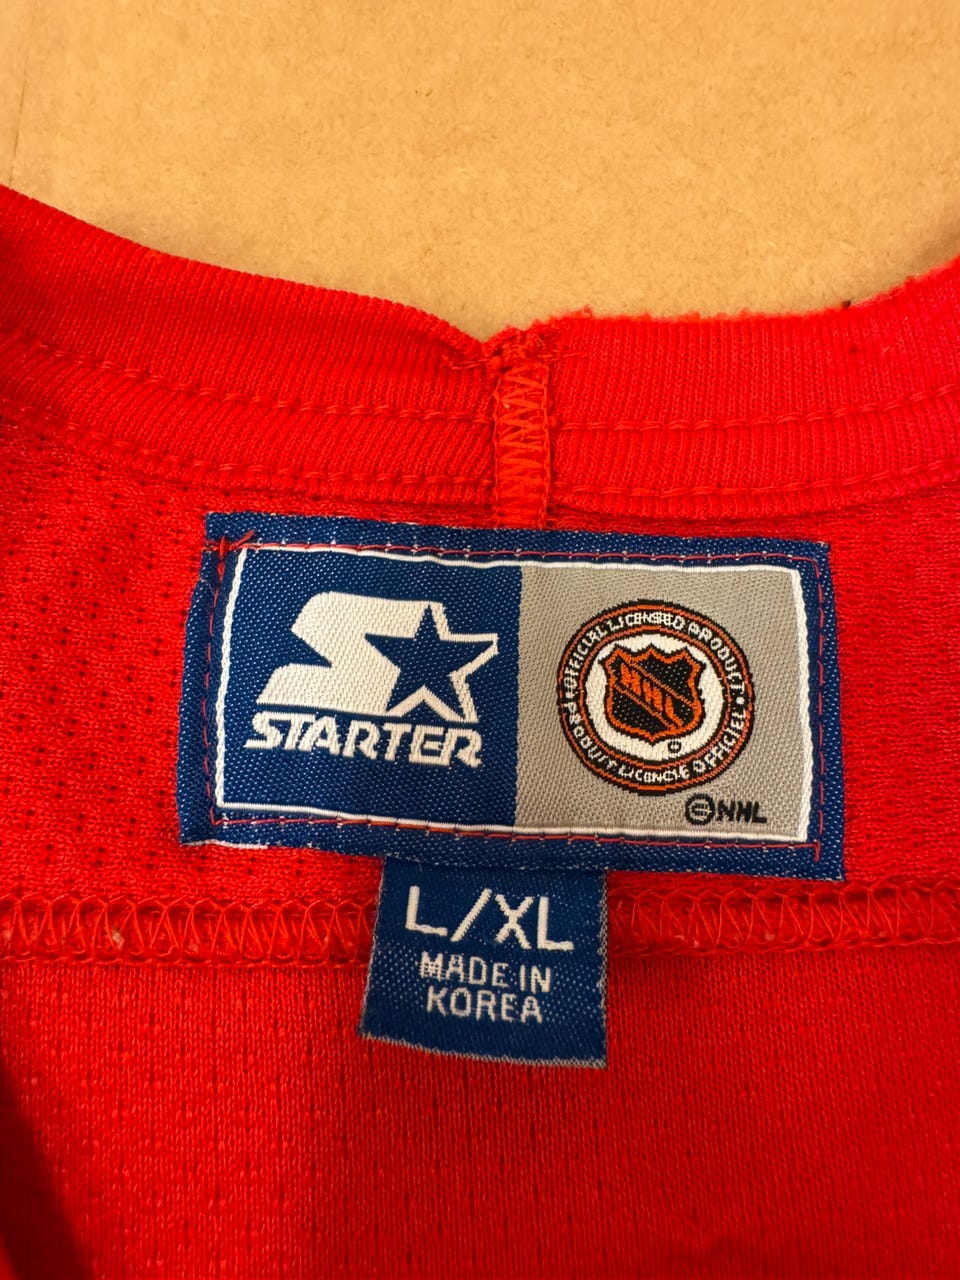 STARTER
OFFICIAL LICENSED PRODUCT •
PRODUIT LICENCIÉ OFFICIEL •
NHL
NHL
L/XL
MADE IN
KOREA